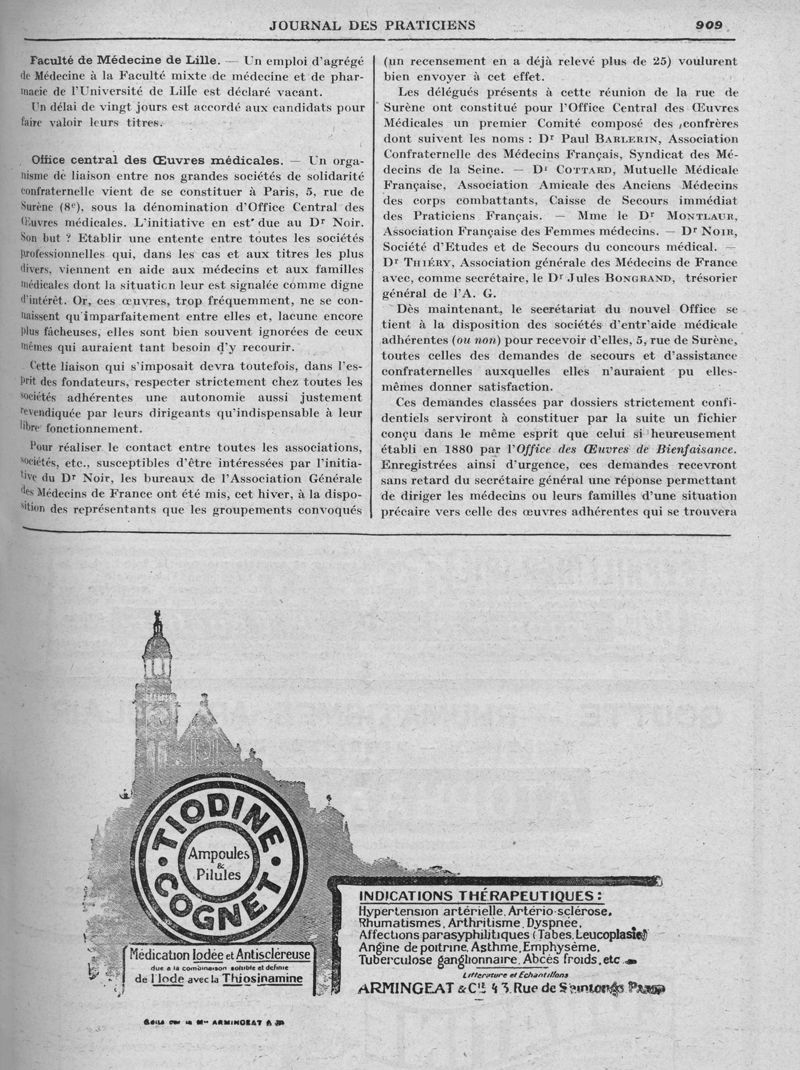 JOURNAL DES PRATICIENS 909
Faculté de Médecine de Lille. — Un emploi d'agrégé
de Médecine à la Faculté mixte de médecine et de phar-
macie de l'Université de Lille est déclaré vacant.
Un délai de vingt jours est accordé aux candidats pour
faire valoir leurs titres.
Office central des Œuvres médicales. — Un orga-
nisme de liaison entre nos grandes sociétés de solidarité
confraternelle vient de se constituer à Paris, 5, rue de
Surène (8e), sous la dénomination d'Office Central des
Œuvres médicales. L'initiative en est due au Dr Noir.
Son but ? Etablir une entente entre toutes les sociétés
professionnelles qui, dans les cas et aux titres les plus
divers, viennent en aide aux médecins et aux familles
médicales dont la situation leur est signalée comme digne
d'intérêt. Or, ces œuvres, trop fréquemment, ne se con-
naissent qu'imparfaitement entre elles et, lacune encore
plus fâcheuses, elles sont bien souvent ignorées de ceux
mêmes qui auraient tant besoin d'y recourir.
Cette liaison qui s'imposait devra toutefois, dans l'es-
prit des fondateurs, respecter strictement chez toutes les
sociétés adhérentes une autonomie aussi justement
revendiquée par leurs dirigeants qu'indispensable à leur
libre fonctionnement.
Pour réaliser le contact entre toutes les associations,
sociétés, etc., susceptibles d'être intéressées par l'initia-
tive du Dr Noir, les bureaux de l'Association Générale
des Médecins de France ont été mis, cet hiver, à la dispo-
sition des représentants que les groupements convoqués
(un recensement en a déjà relevé plus de 25) voulurent
bien envoyer à cet effet.
Les délégués présents à cette réunion de la rue de
Surène ont constitué pour l'Office Central des Œuvres
Médicales un premier Comité composé des confrères
dont suivent les noms : Dr Paul BARLERIN, Association
Confraternelle des Médecins Français, Syndicat des Mé-
decins de la Seine. — Dr COTTARD, Mutuelle Médicale
Française, Association Amicale des Anciens Médecins
des corps combattants, Caisse de Secours immédiat
des Praticiens Français. — Mme le Dr MONTLAUR,
Association Française des Femmes médecins. — Dr NOIR,
Société d'Etudes et de Secours du concours médical. —
Dr THIÉRY, Association générale des Médecins de France
avec, comme secrétaire, le Dr Jules BONGRAND, trésorier
général de l'A. G.
Dès maintenant, le secrétariat du nouvel Office se
tient à la disposition des sociétés d'entr'aide médicale
adhérentes (ou non) pour recevoir d'elles, 5, rue de Surène,
toutes celles des demandes de secours et d'assistance
confraternelles auxquelles elles n'auraient pu elles-
mêmes donner satisfaction.
Ces demandes classées par dossiers strictement confi-
dentiels serviront à constituer par la suite un fichier
conçu dans le même esprit que celui si heureusement
établi en 1880 par l'Office des Œuvres de Bienfaisance.
Enregistrées ainsi d'urgence, ces demandes recevront
sans retard du secrétaire général une réponse permettant
de diriger les médecins ou leurs familles d'une situation
précaire vers celle des œuvres adhérentes qui se trouvera
TIODINE
COGNET
Ampoules
&
Pilules
Médication Iodée et Antiscléreuse
due à la combinaison soluble et définie
de l'Iode avec la Thiosinamine
INDICATIONS THÉRAPEUTIQUES :
Hypertension artérielle, Artério-sclérose,
Rhumatismes, Arthritisme, Dyspnée,
Affections parasyphilitiques (Tabes, Leucoplasie)
Angine de poitrine, Asthme, Emphysème,
Tuberculose ganglionnaire, Abcès froids, etc
Littérature et Echantillons
ARMINGEAT & Cie 43, Rue de Saintonge Paris
ARMINGEAT